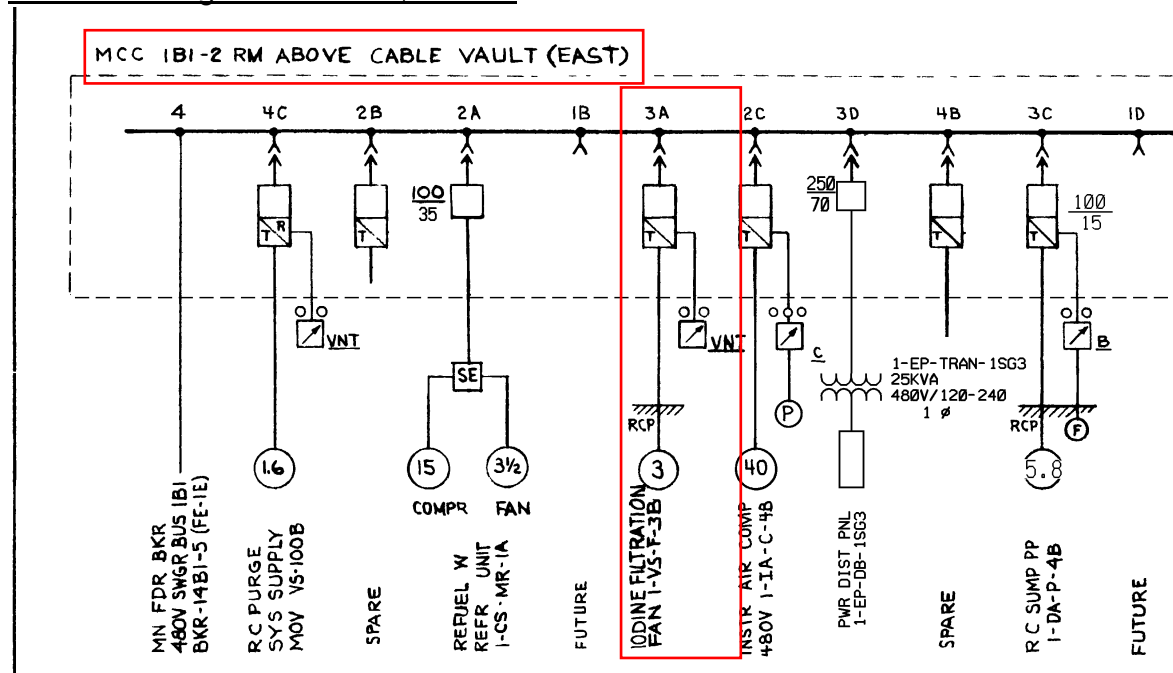 MCC 1B1-2 RM ABOVE CABLE VAULT (EAST)
4 4C 2B 2A 1B 3A 2C 3D 4B 3C 1D
100
35
250
70
100
15
T R
T
T
T
T
T
VNT
VNT
C
B
SE
P
F
1-EP-TRAN-1SG3
25KVA
480V/120-240
1 ø
RCP
RCP
1.6
15
3½
3
40
5.8
COMPR
FAN
MN FDR BKR
480V SWGR BUS 1B1
BKR-14B1-5 (FE-1E)
RC PURGE
SYS SUPPLY
MOV VS-100B
SPARE
REFUEL W
REFR UNIT
1-CS-MR-1A
FUTURE
IODINE FILTRATION
FAN 1-VS-F-3B
INSTR AIR COMP
480V 1-IA-C-4B
PWR DIST PNL
1-EP-DB-1SG3
SPARE
RC SUMP PP
1-DA-P-4B
FUTURE